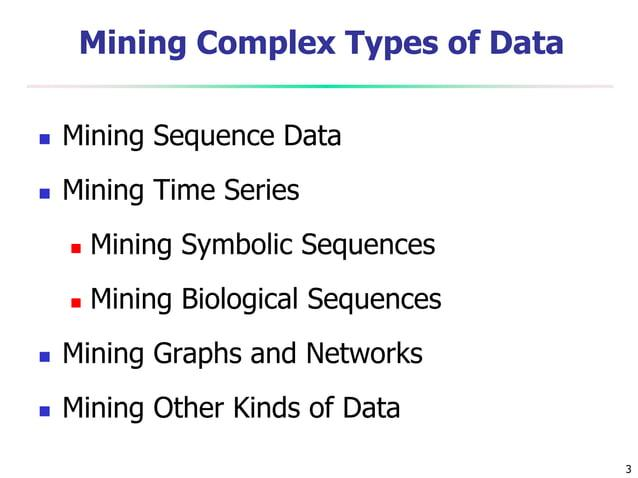 Mining Complex Types of Data
Mining Sequence Data
Mining Time Series
Mining Symbolic Sequences
Mining Biological Sequences
Mining Graphs and Networks
Mining Other Kinds of Data
3